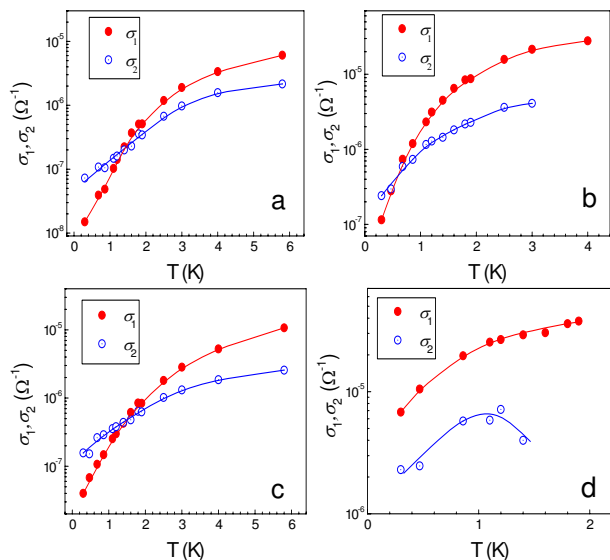 10⁻⁵
10⁻⁶
10⁻⁷
10⁻⁸
σ₁, σ₂ (Ω⁻¹)
σ₁
σ₂
a
0 1 2 3 4 5 6
T (K)
10⁻⁵
10⁻⁶
10⁻⁷
σ₁, σ₂ (Ω⁻¹)
σ₁
σ₂
b
0 1 2 3 4
T (K)
10⁻⁵
10⁻⁶
10⁻⁷
σ₁, σ₂ (Ω⁻¹)
σ₁
σ₂
c
0 1 2 3 4 5 6
T (K)
10⁻⁵
10⁻⁶
σ₁, σ₂ (Ω⁻¹)
σ₁
σ₂
d
0 1 2
T (K)